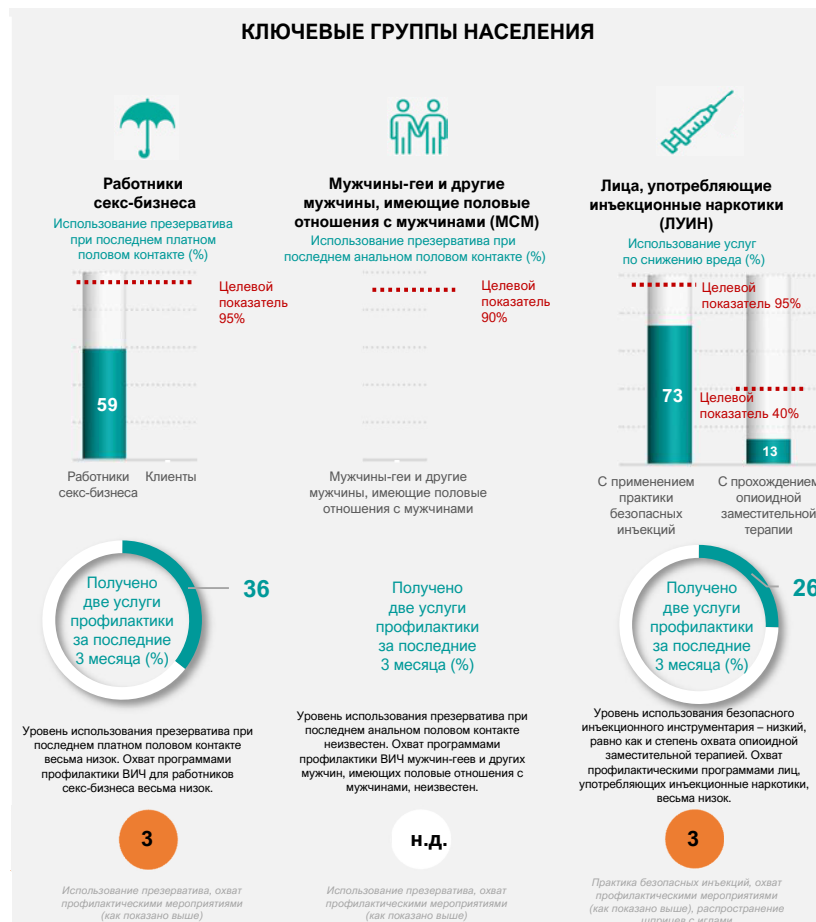 КЛЮЧЕВЫЕ ГРУППЫ НАСЕЛЕНИЯ
Работники
секс-бизнеса
Использование презерватива
при последнем платном
половом контакте (%)
Целевой
показатель
95%
59
Работники
секс-бизнеса
Клиенты
Получено
две услуги
профилактики
за последние
3 месяца (%)
36
Уровень использования презерватива при
последнем платном половом контакте
весьма низок. Охват программами
профилактики ВИЧ для работников
секс-бизнеса весьма низок.
3
Использование презерватива, охват
профилактическими мероприятиями
(как показано выше)
Мужчины-геи и другие
мужчины, имеющие половые
отношения с мужчинами (МСМ)
Использование презерватива при
последнем анальном половом контакте (%)
Целевой
показатель
90%
Мужчины-геи и другие
мужчины, имеющие половые
отношения с мужчинами
Получено
две услуги
профилактики
за последние
3 месяца (%)
Уровень использования презерватива при
последнем анальном половом контакте
неизвестен. Охват программами
профилактики ВИЧ мужчин-геев и других
мужчин, имеющих половые отношения с
мужчинами, неизвестен.
н.д.
Использование презерватива, охват
профилактическими мероприятиями
(как показано выше)
Лица, употребляющие
инъекционные наркотики
(ЛУИН)
Использование услуг
по снижению вреда (%)
Целевой
показатель 95%
73
Целевой
показатель 40%
13
С применением
практики
безопасных
инъекций
С прохождением
опиоидной
заместительной
терапии
Получено
две услуги
профилактики
за последние
3 месяца (%)
26
Уровень использования безопасного
инъекционного инструментария – низкий,
равно как и степень охвата опиоидной
заместительной терапией. Охват
профилактическими программами лиц,
употребляющих инъекционные наркотики,
весьма низок.
3
Практика безопасных инъекций, охват
профилактическими мероприятиями
(как показано выше), распространение
шприцев с иглами